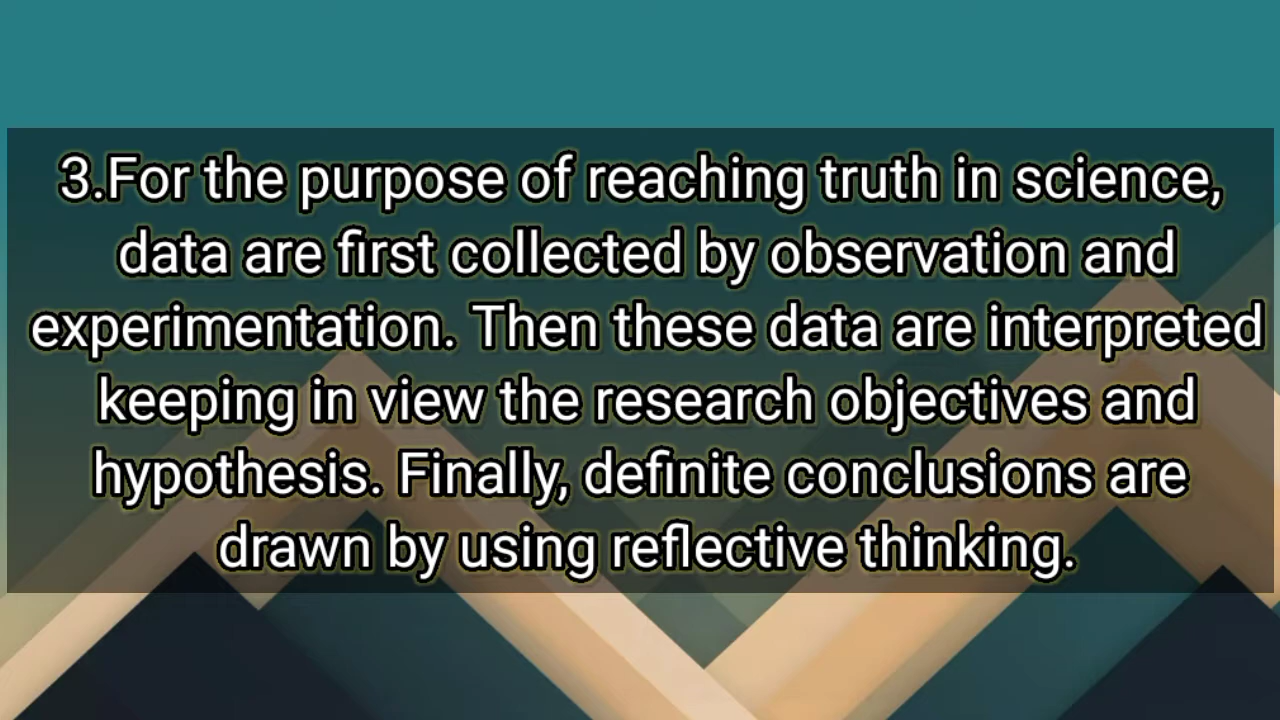 3.For the purpose of reaching truth in science,
data are first collected by observation and
experimentation. Then these data are interpreted
keeping in view the research objectives and
hypothesis. Finally, definite conclusions are
drawn by using reflective thinking.